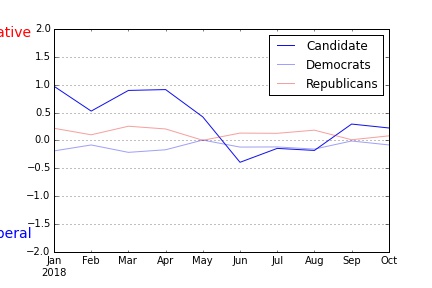 2.0
ative
1.5
1.0
0.5
0.0
−0.5
−1.0
−1.5
beral
−2.0
Candidate
Democrats
Republicans
Jan Feb Mar Apr May Jun Jul Aug Sep Oct
2018